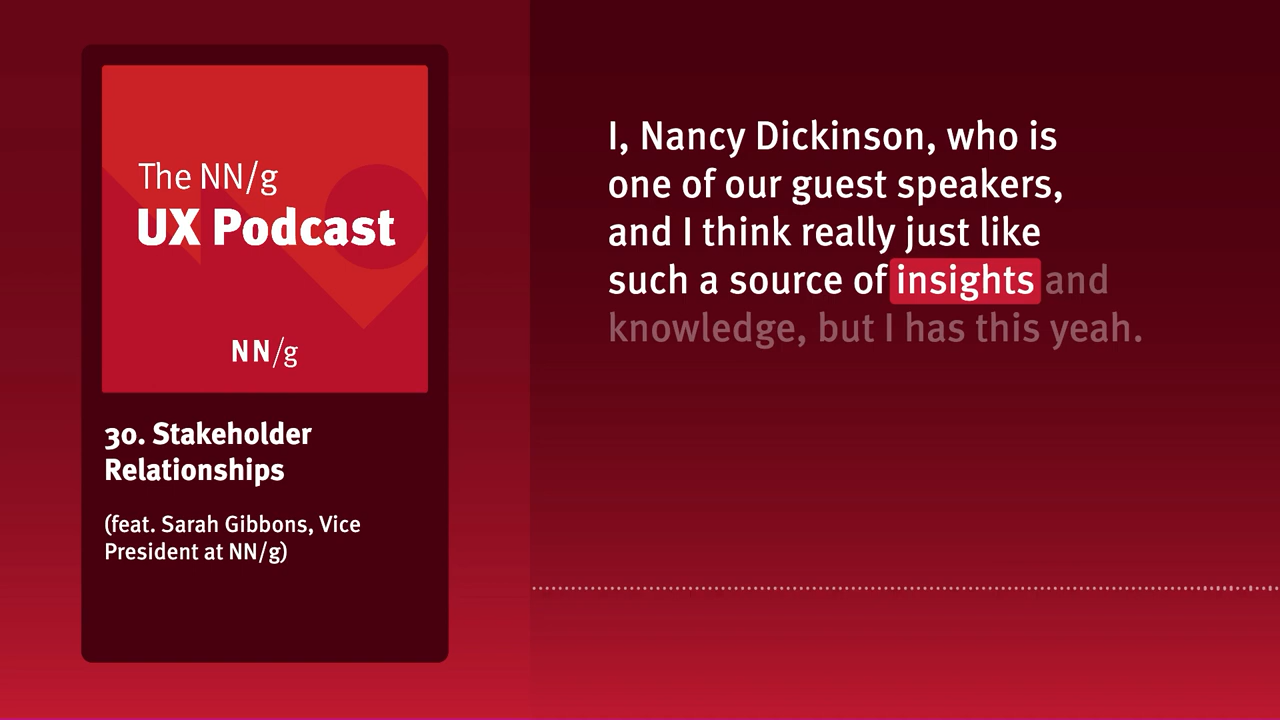 The NN/g
UX Podcast
NN/g
30. Stakeholder
Relationships
(feat. Sarah Gibbons, Vice
President at NN/g)
I, Nancy Dickinson, who is
one of our guest speakers,
and I think really just like
such a source of insights and
knowledge, but I has this yeah.